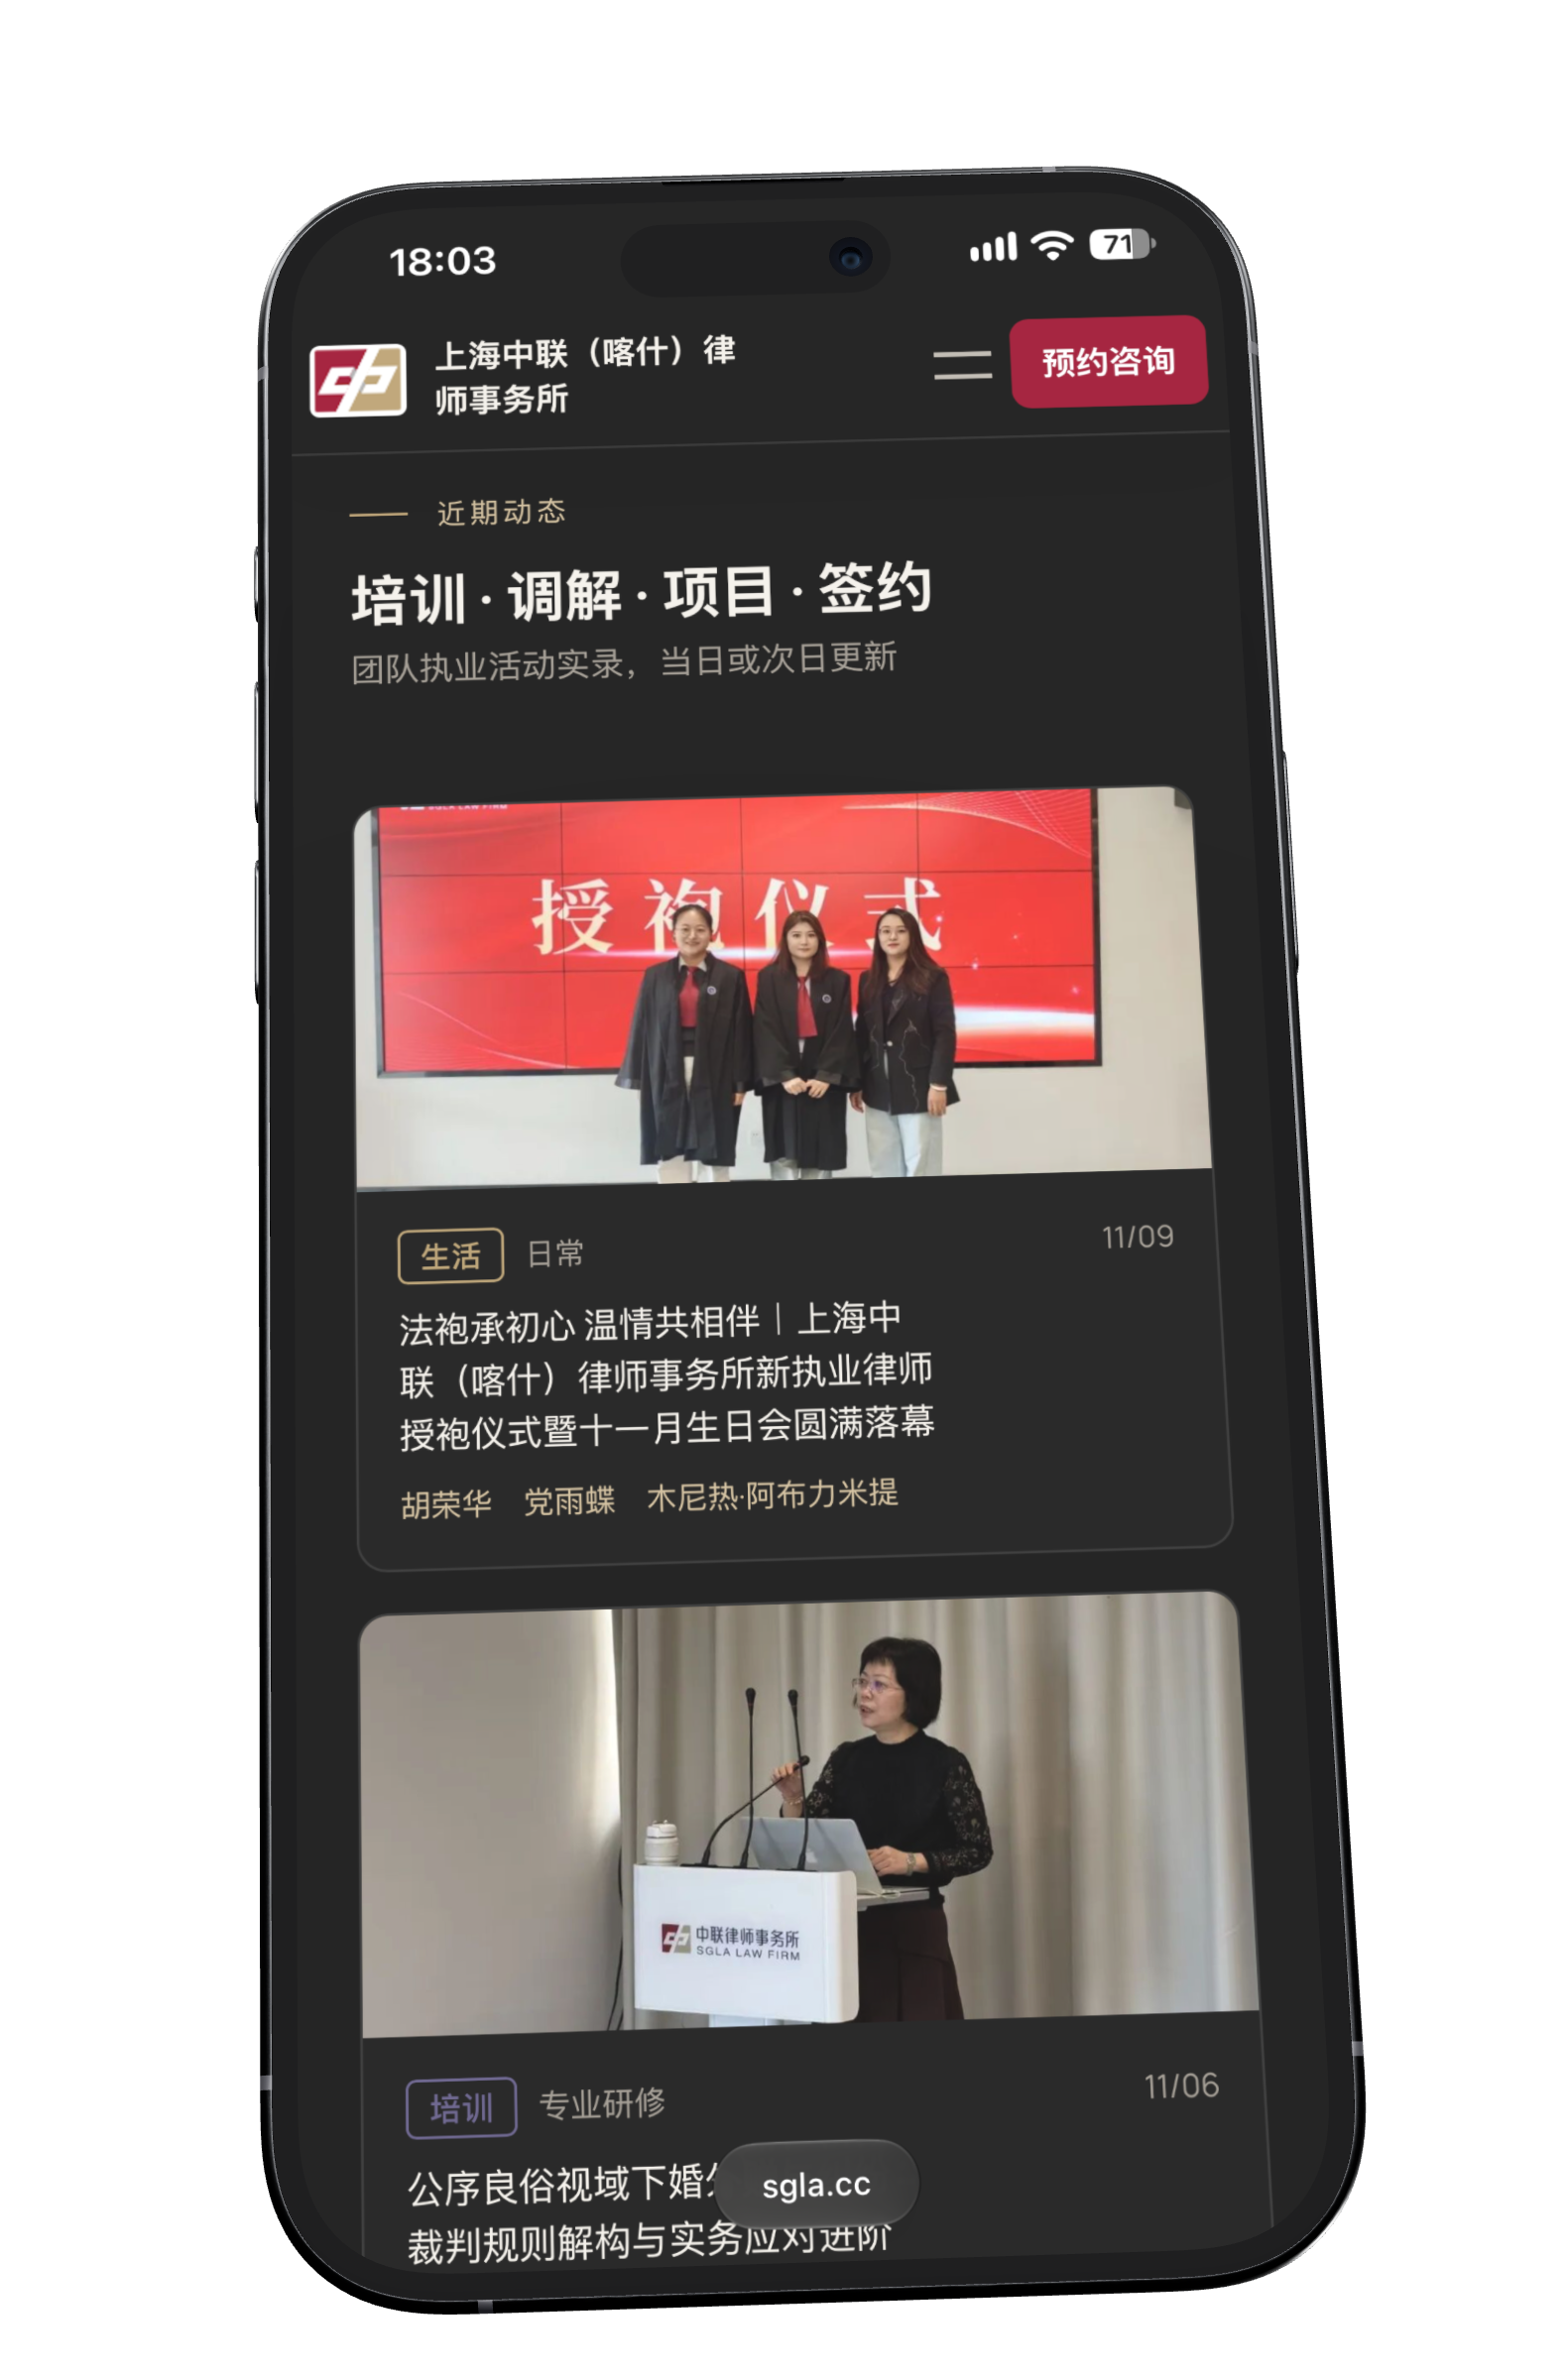 18:03
71
上海中联（喀什）律
师事务所
预约咨询
近期动态
培训·调解·项目·签约
团队执业活动实录，当日或次日更新
授袍仪式
生活 日常 11/09
法袍承初心 温情共相伴｜上海中
联（喀什）律师事务所新执业律师
授袍仪式暨十一月生日会圆满落幕
胡荣华 党雨蝶 木尼热·阿布力米提
中联律师事务所
SGLA LAW FIRM
培训 专业研修 11/06
公序良俗视域下婚
sgla.cc
裁判规则解构与实务应对进阶